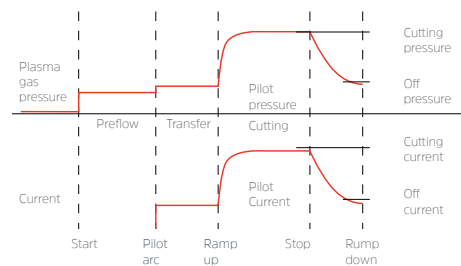 Cutting
pressure
Plasma
gas
pressure
Pilot
pressure
Off
pressure
Preflow
Transfer
Cutting
Cutting
current
Current
Pilot
Current
Off
current
Start
Pilot
arc
Ramp
up
Stop
Rump
down